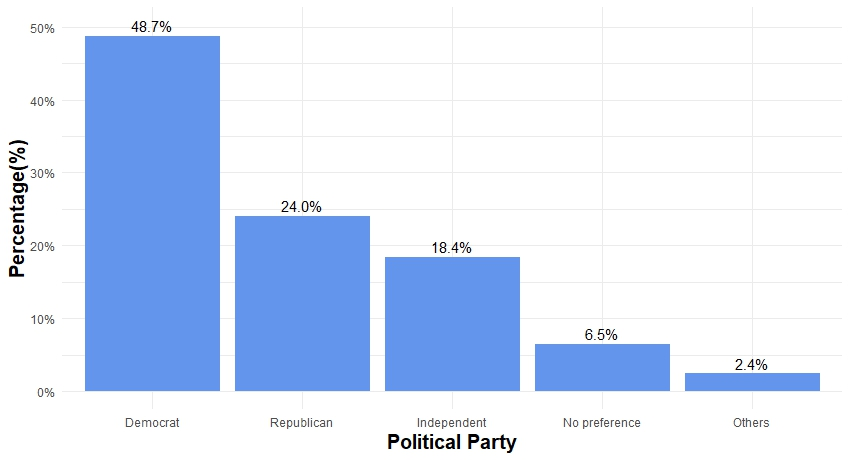 50%
40%
30%
20%
10%
0%
Percentage(%)
48.7%
24.0%
18.4%
6.5%
2.4%
Democrat
Republican
Independent
No preference
Others
Political Party